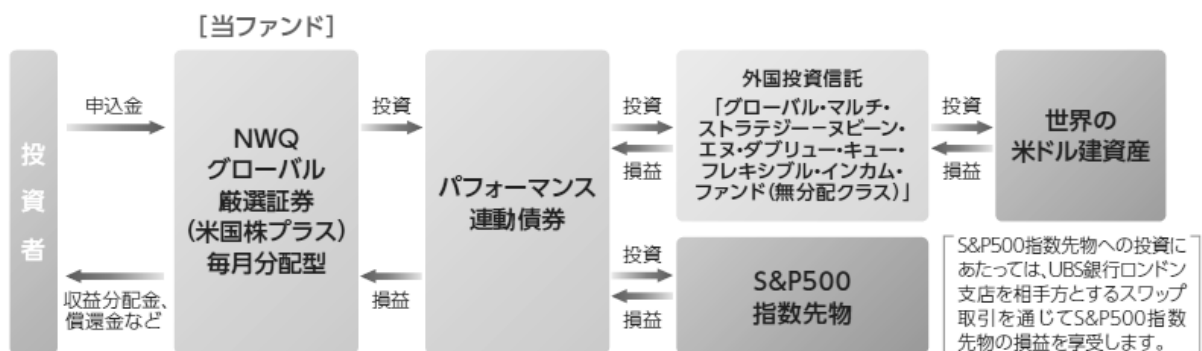 [当ファンド]
投資者
申込金
収益分配金、
償還金など
NWQ
グローバル
厳選証券
(米国株プラス)
毎月分配型
投資
損益
パフォーマンス
連動債券
投資
損益
外国投資信託
「グローバル・マルチ・
ストラテジー－ヌビーン・
エヌ・ダブリュー・キュー・
フレキシブル・インカム・
ファンド(無分配クラス)」
投資
損益
世界の
米ドル建資産
投資
損益
S&P500
指数先物
S&P500指数先物への投資に
あたっては、UBS銀行ロンドン
支店を相手方とするスワップ
取引を通じてS&P500指数
先物の損益を享受します。